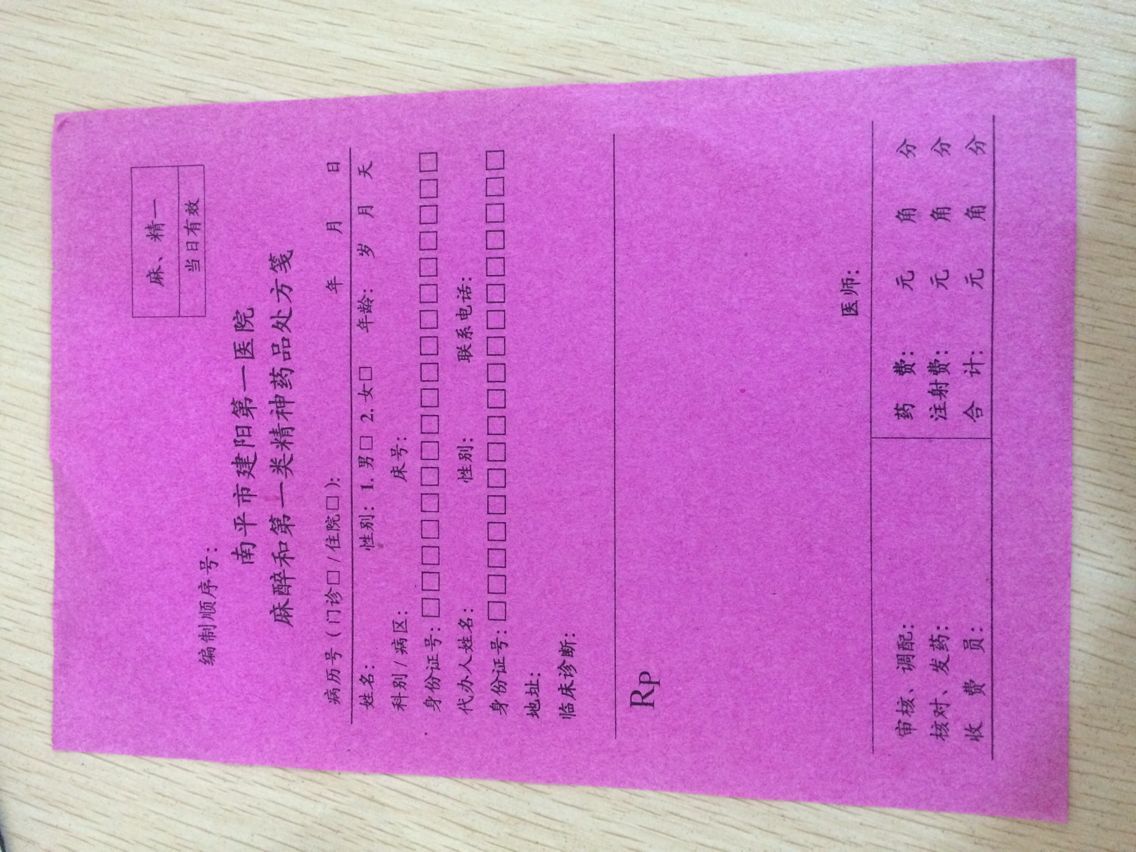 麻、精一
当日有效
编制顺序号：
南平市建阳第一医院
麻醉和第一类精神药品处方笺
病历号（门诊□/住院□）： 年 月 日
姓名： 性别：1.男□ 2.女□ 年龄： 岁 月 天
科别/病区： 床号：
身份证号：□□□□□□□□□□□□□□□□□□
代办人姓名： 性别： 联系电话：
身份证号：□□□□□□□□□□□□□□□□□□
地址：
临床诊断：
Rp
医师：
审核、调配： 药 费： 元 角 分
核对、发药： 注射费： 元 角 分
收 费 员： 合 计： 元 角 分